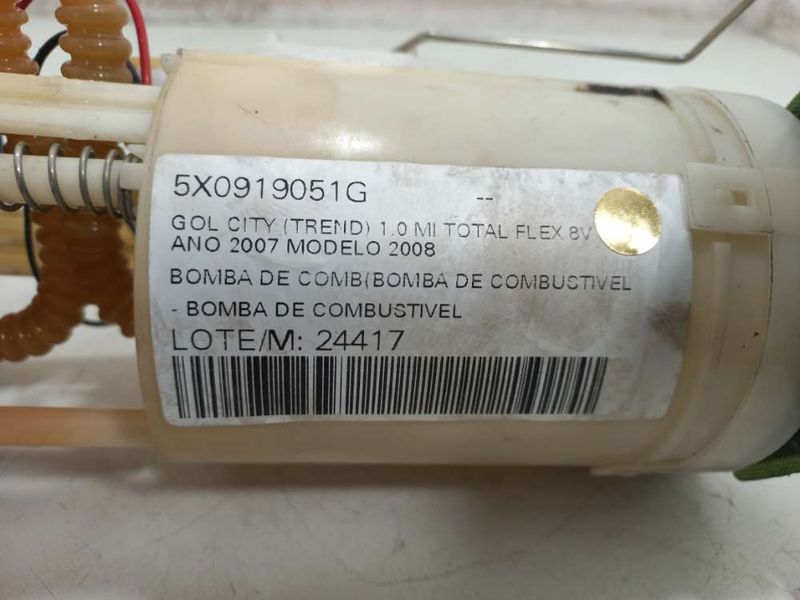 5X0919051G --
GOL CITY (TREND) 1.0 MI TOTAL FLEX 8V
ANO 2007 MODELO 2008
BOMBA DE COMB(BOMBA DE COMBUSTIVEL
- BOMBA DE COMBUSTIVEL
LOTE/M: 24417